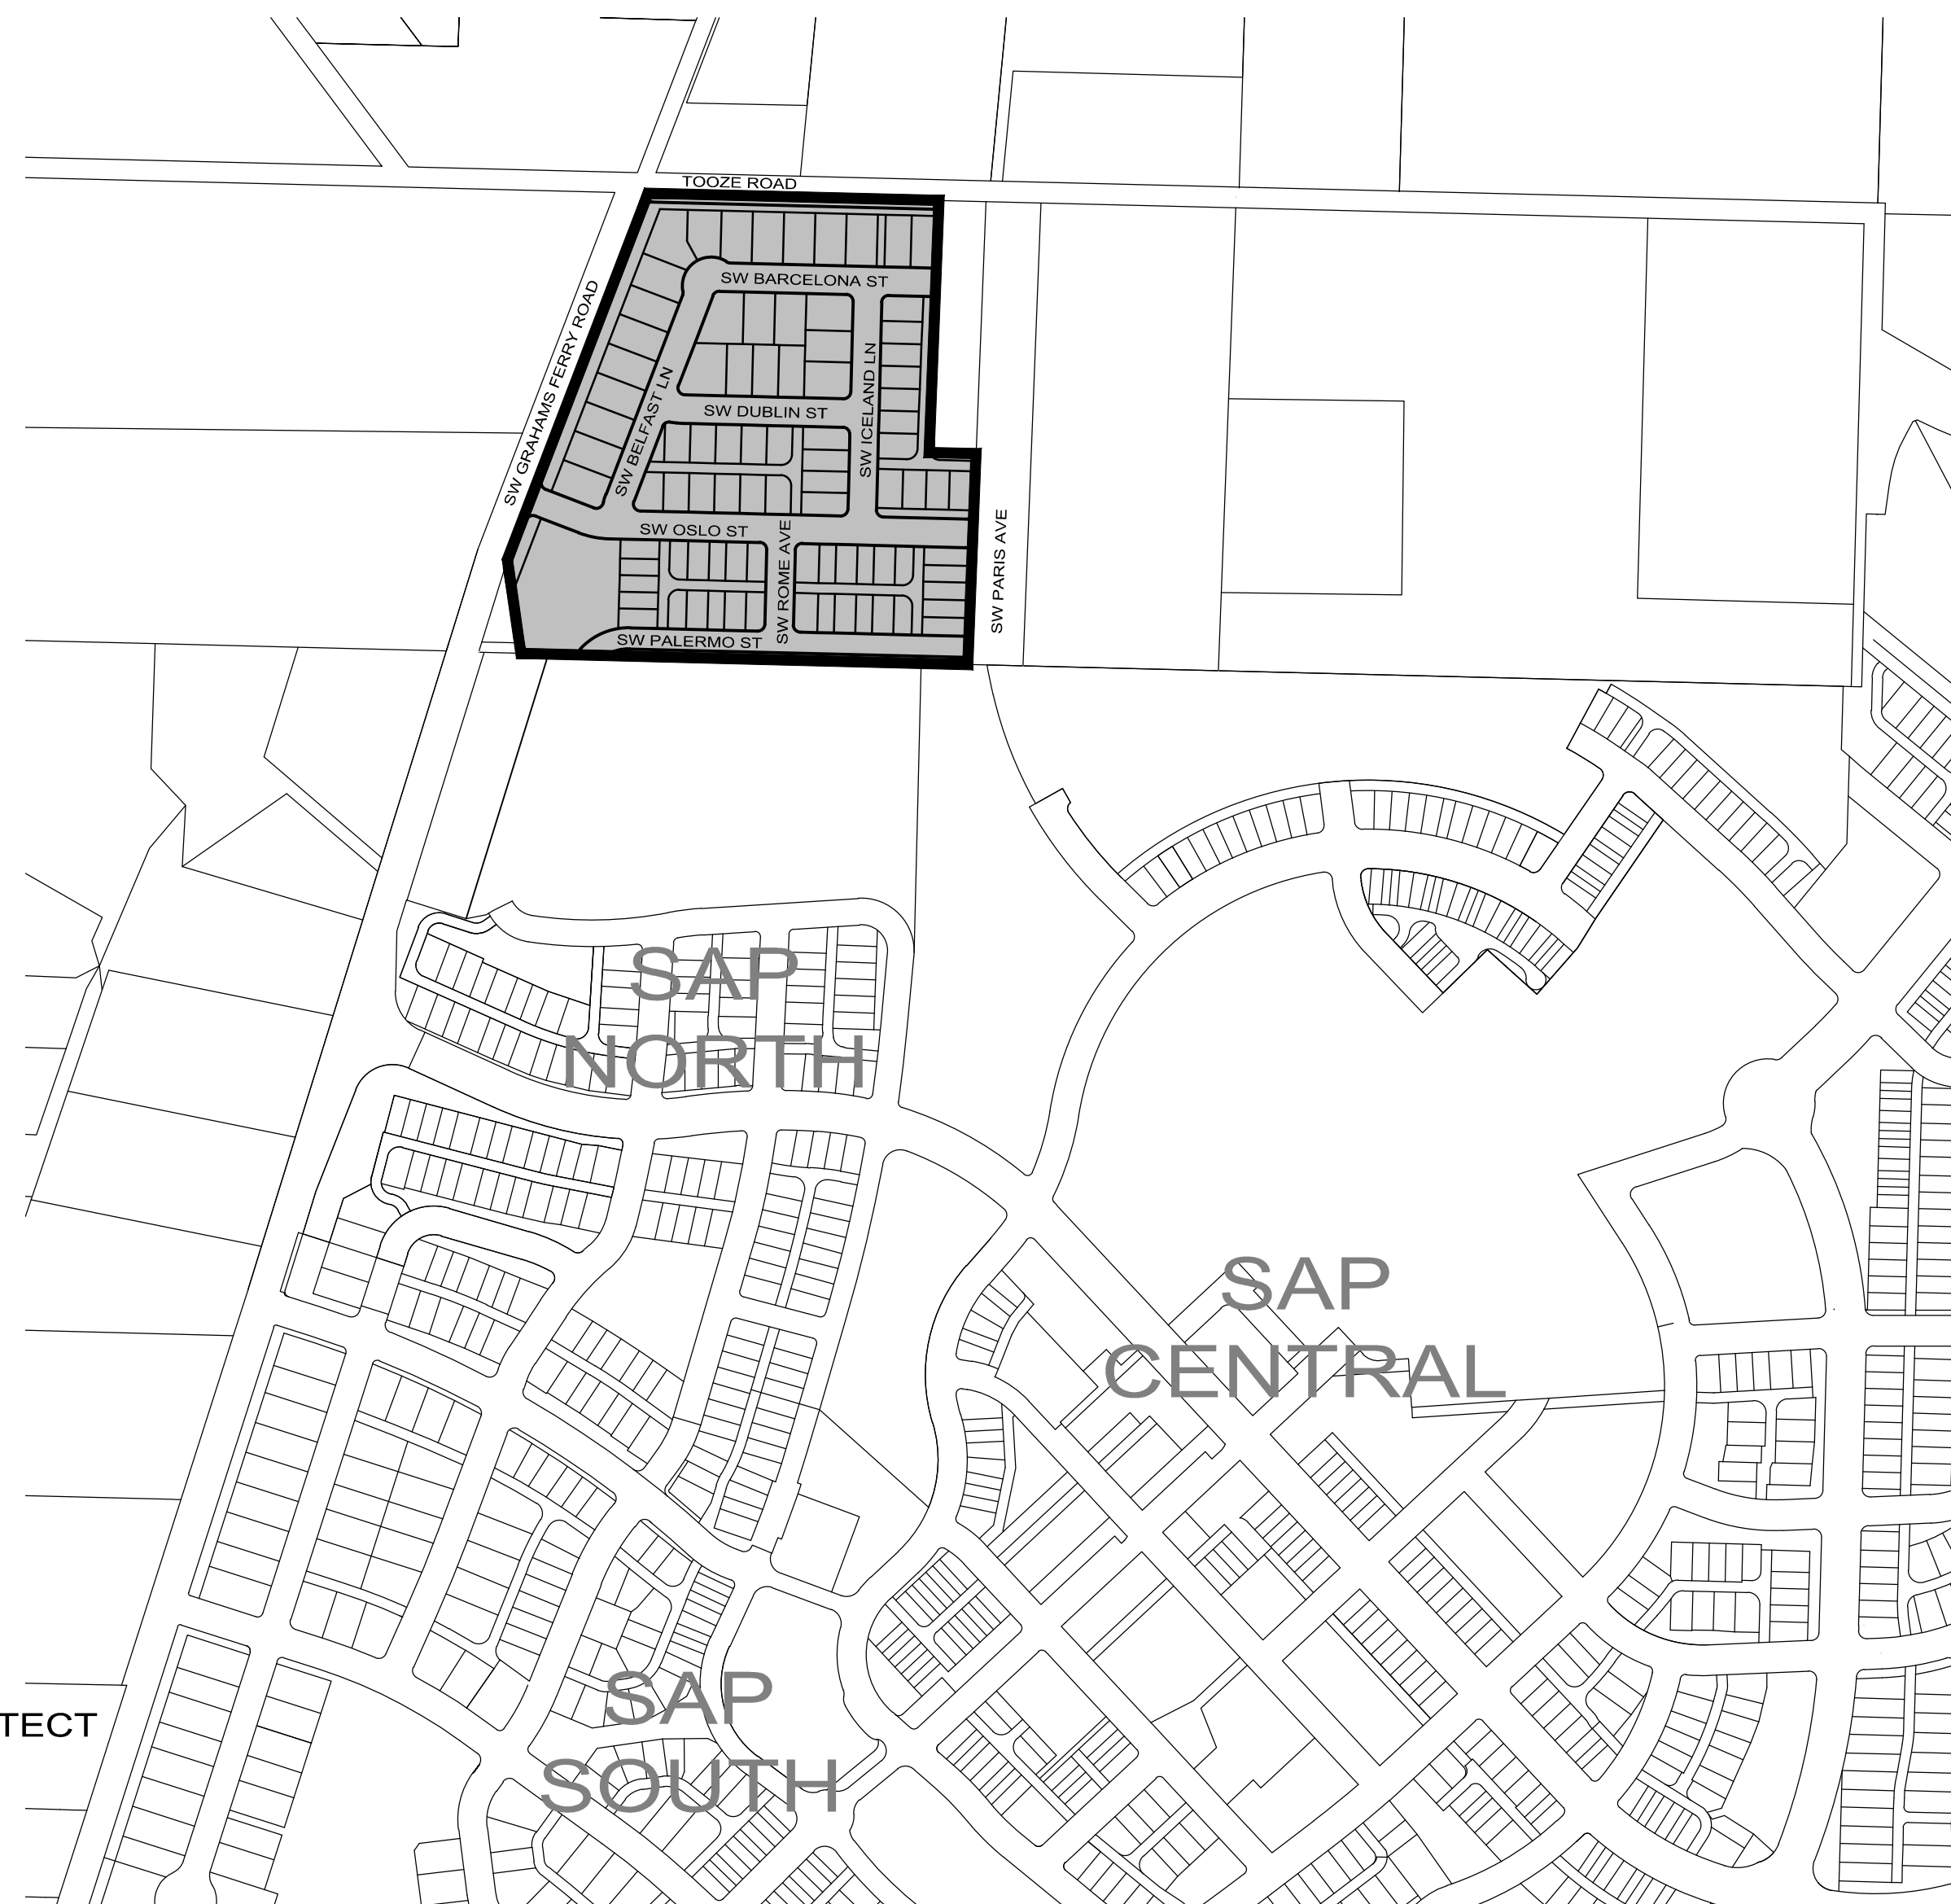 TOOZE ROAD
SW BARCELONA ST
SW GRAHAMS FERRY ROAD
SW BELFAST LN
SW ICELAND LN
SW DUBLIN ST
SW OSLO ST
SW ROME AVE
SW PARIS AVE
SW PALERMO ST
SAP
NORTH
SAP
CENTRAL
SAP
SOUTH
TECT